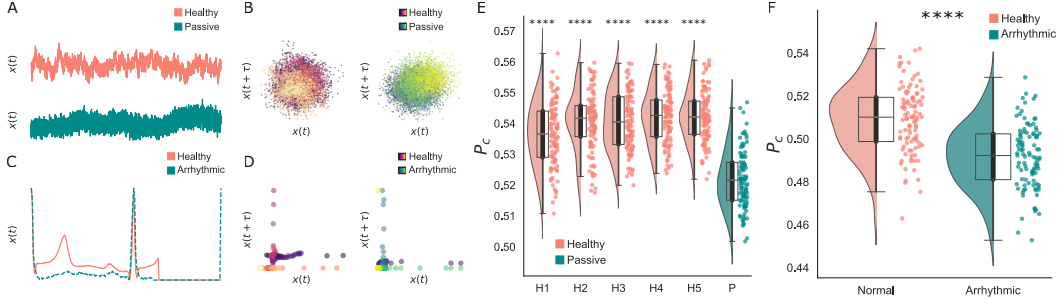 A
Healthy
Passive
x(t)
x(t)
B
Healthy
Passive
x(t + τ)
x(t)
x(t + τ)
x(t)
C
Healthy
Arrhythmic
x(t)
D
Healthy
Arrhythmic
x(t + τ)
x(t)
x(t + τ)
x(t)
E
**** **** **** **** ****
0.57
0.56
0.55
0.54
0.53
0.52
0.51
0.50
P_c
Healthy
Passive
H1 H2 H3 H4 H5 P
F
****
Healthy
Arrhythmic
0.54
0.52
0.50
0.48
0.46
0.44
P_c
Normal Arrhythmic